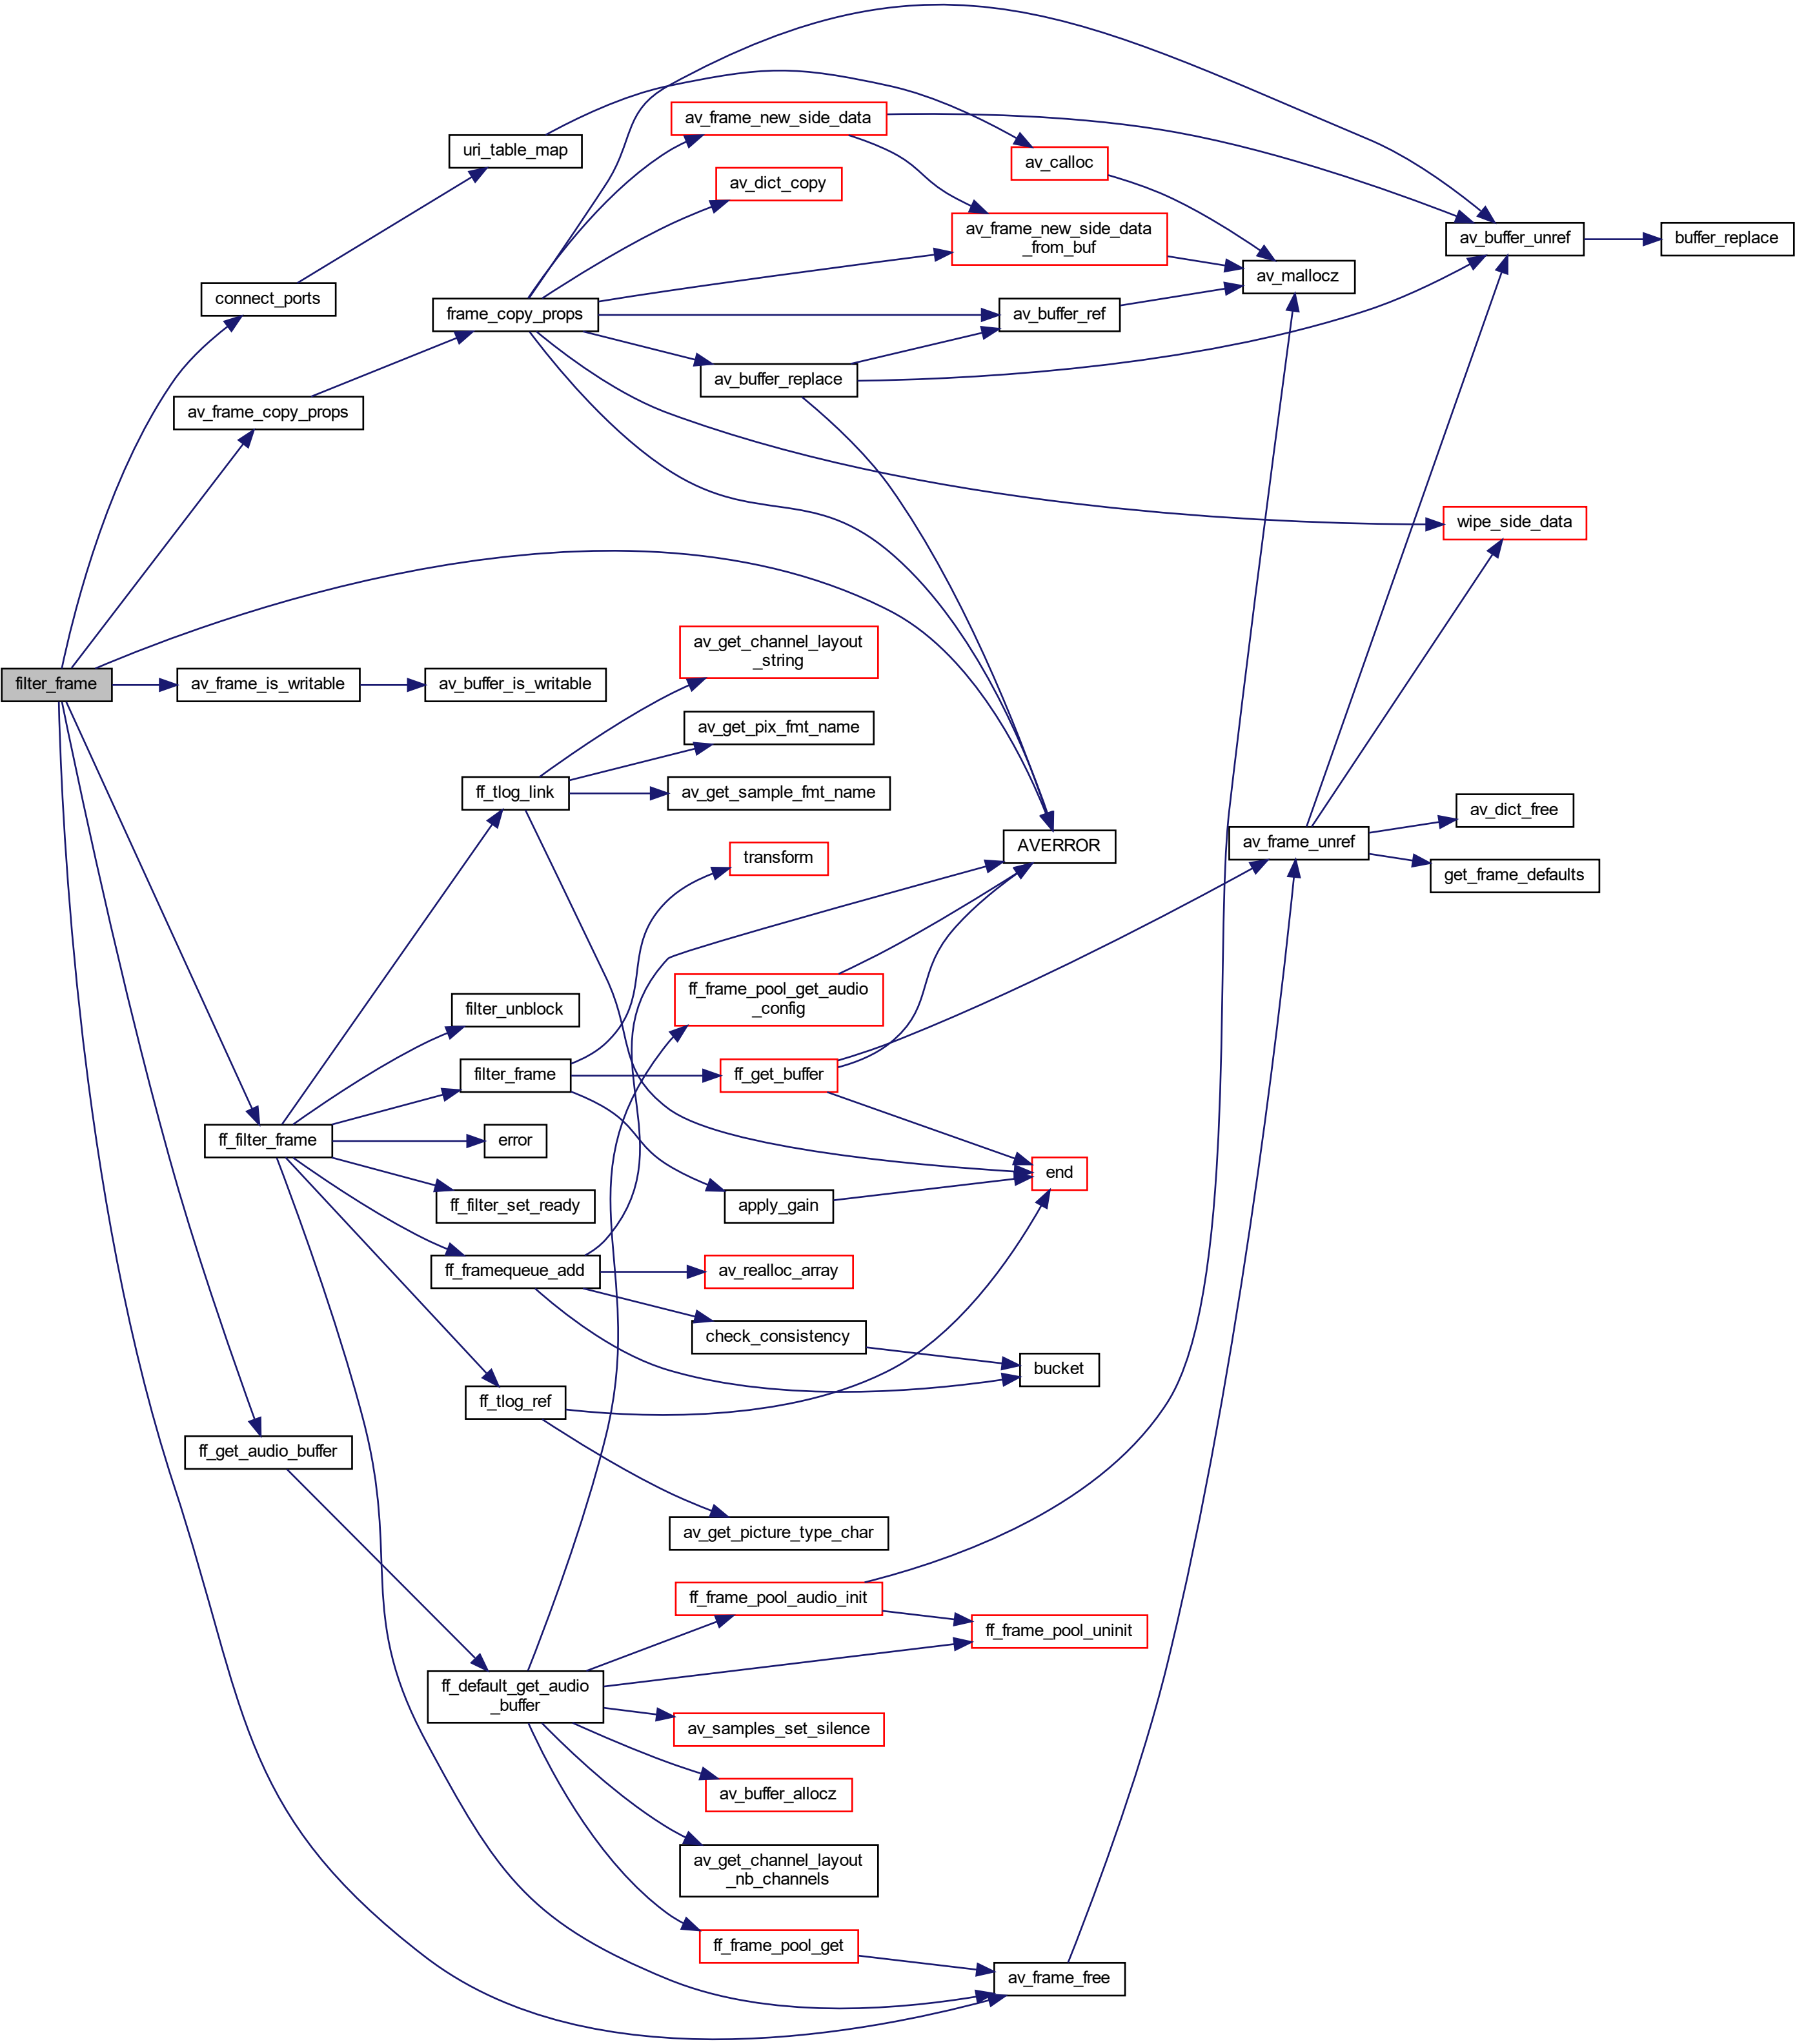 filter_frame
connect_ports
av_frame_copy_props
av_frame_is_writable
ff_filter_frame
ff_get_audio_buffer
uri_table_map
frame_copy_props
av_buffer_is_writable
ff_tlog_link
filter_unblock
filter_frame
error
ff_filter_set_ready
ff_framequeue_add
ff_tlog_ref
ff_default_get_audio
_buffer
av_frame_new_side_data
av_dict_copy
av_buffer_replace
av_get_channel_layout
_string
av_get_pix_fmt_name
av_get_sample_fmt_name
transform
ff_frame_pool_get_audio
_config
ff_get_buffer
apply_gain
av_realloc_array
check_consistency
av_get_picture_type_char
ff_frame_pool_audio_init
av_samples_set_silence
av_buffer_allocz
av_get_channel_layout
_nb_channels
ff_frame_pool_get
av_calloc
av_frame_new_side_data
_from_buf
av_buffer_ref
AVERROR
end
bucket
ff_frame_pool_uninit
av_frame_free
av_mallocz
av_frame_unref
av_buffer_unref
wipe_side_data
av_dict_free
get_frame_defaults
buffer_replace